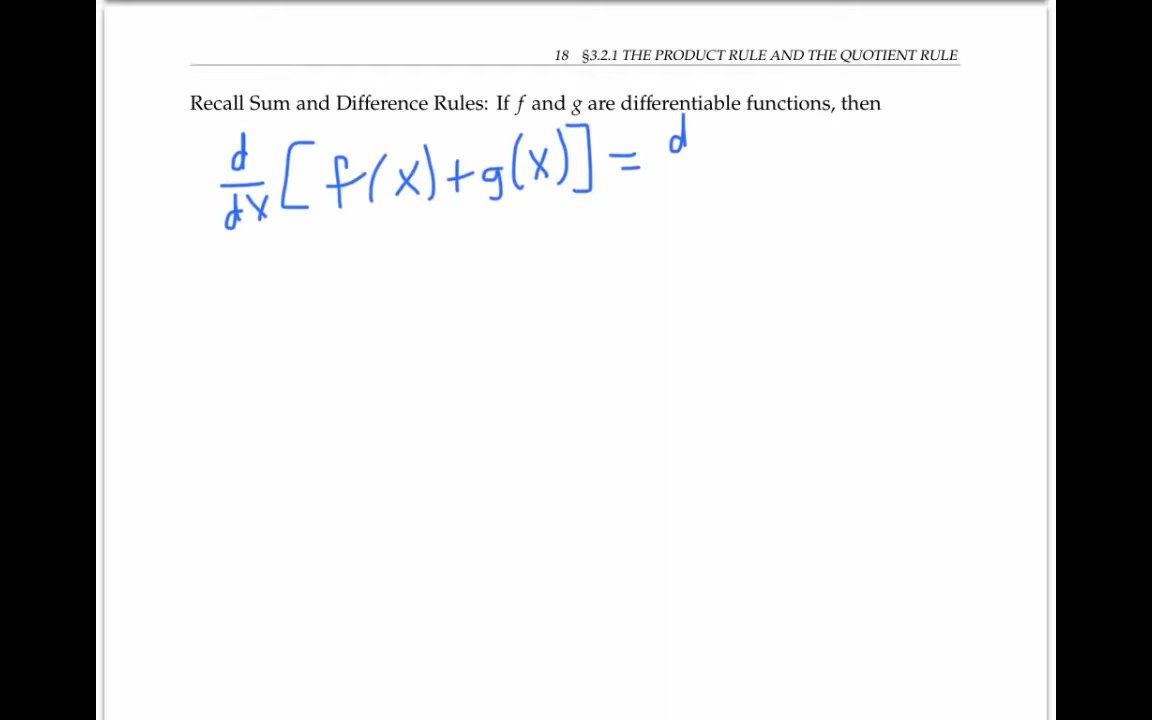 18 §3.2.1 THE PRODUCT RULE AND THE QUOTIENT RULE
Recall Sum and Difference Rules: If f and g are differentiable functions, then
d/dx [f(x)+g(x)] = d